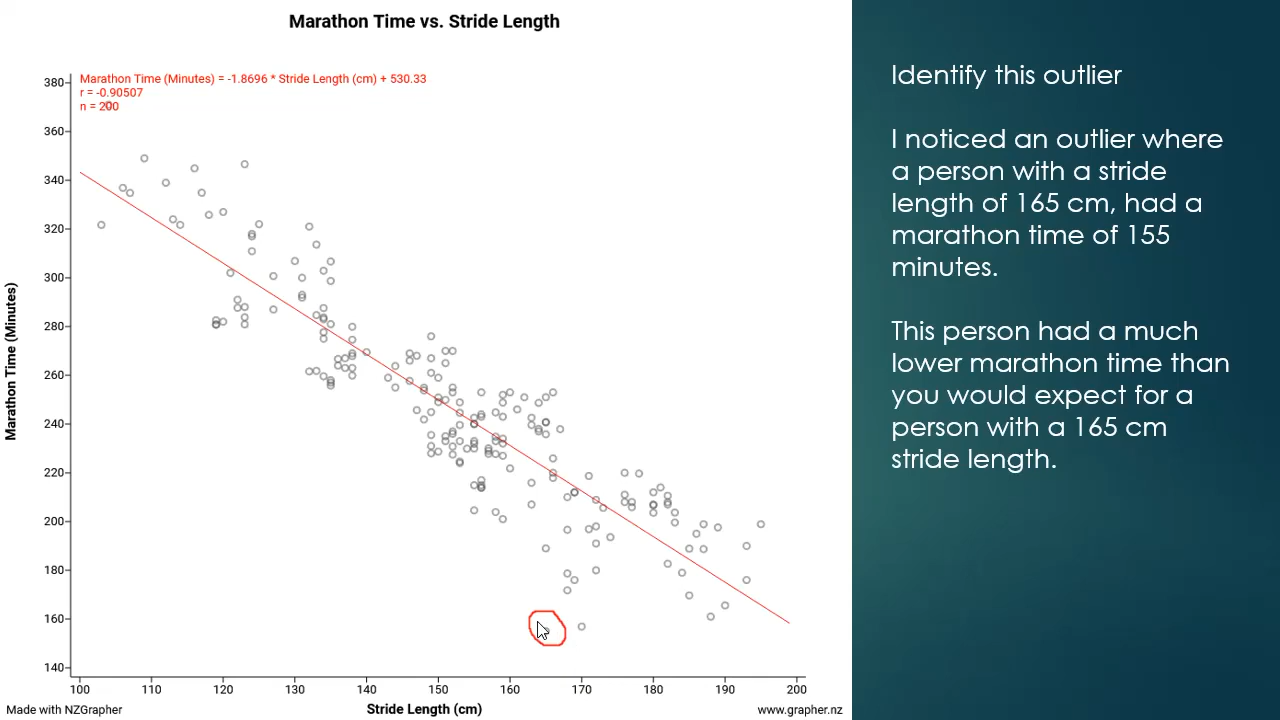 Marathon Time vs. Stride Length
Marathon Time (Minutes) = -1.8696 * Stride Length (cm) + 530.33
r = -0.90507
n = 200
380
360
340
320
300
280
260
240
220
200
180
160
140
Marathon Time (Minutes)
100 110 120 130 140 150 160 170 180 190 200
Made with NZGrapher
Stride Length (cm)
www.grapher.nz
Identify this outlier
I noticed an outlier where
a person with a stride
length of 165 cm, had a
marathon time of 155
minutes.
This person had a much
lower marathon time than
you would expect for a
person with a 165 cm
stride length.